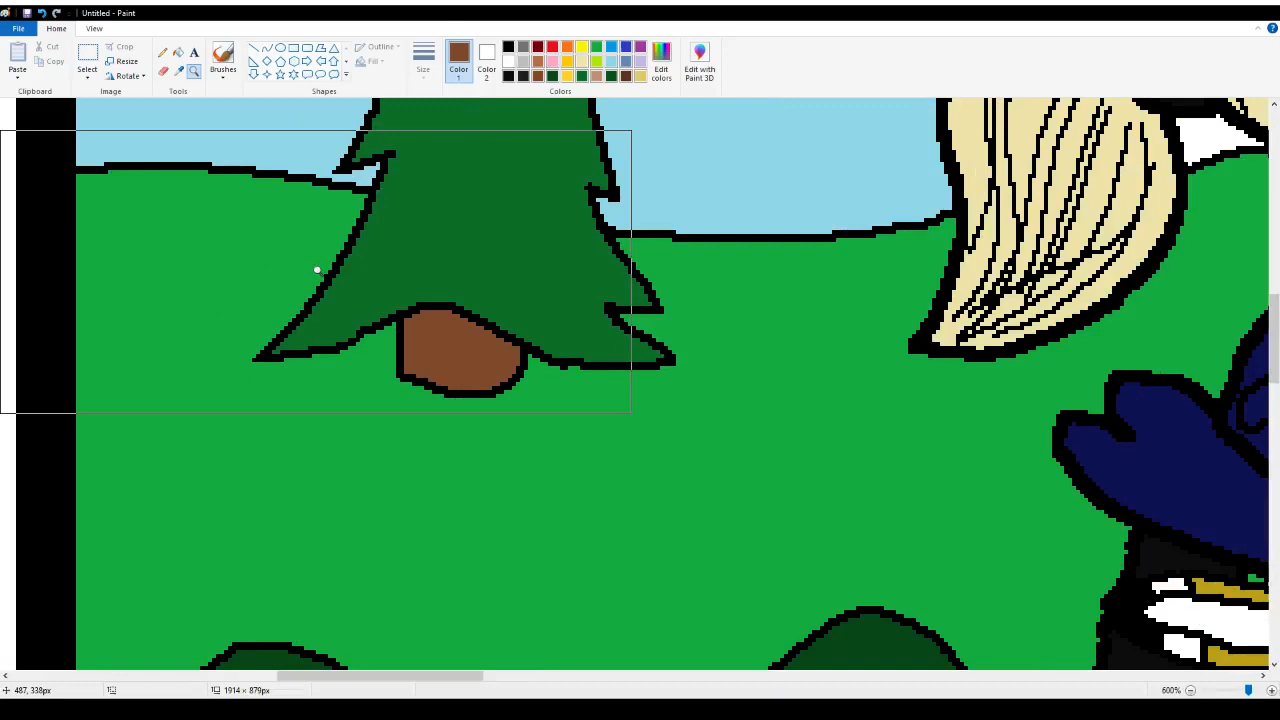 Untitled - Paint
File Home View
Paste Cut Copy Clipboard
Select Crop Resize Rotate Image
A Tools
Brushes
Outline Fill Shapes
Size
Color 1
Color 2
Edit colors
Colors
Edit with Paint 3D
487, 338px
1914 × 879px
600%